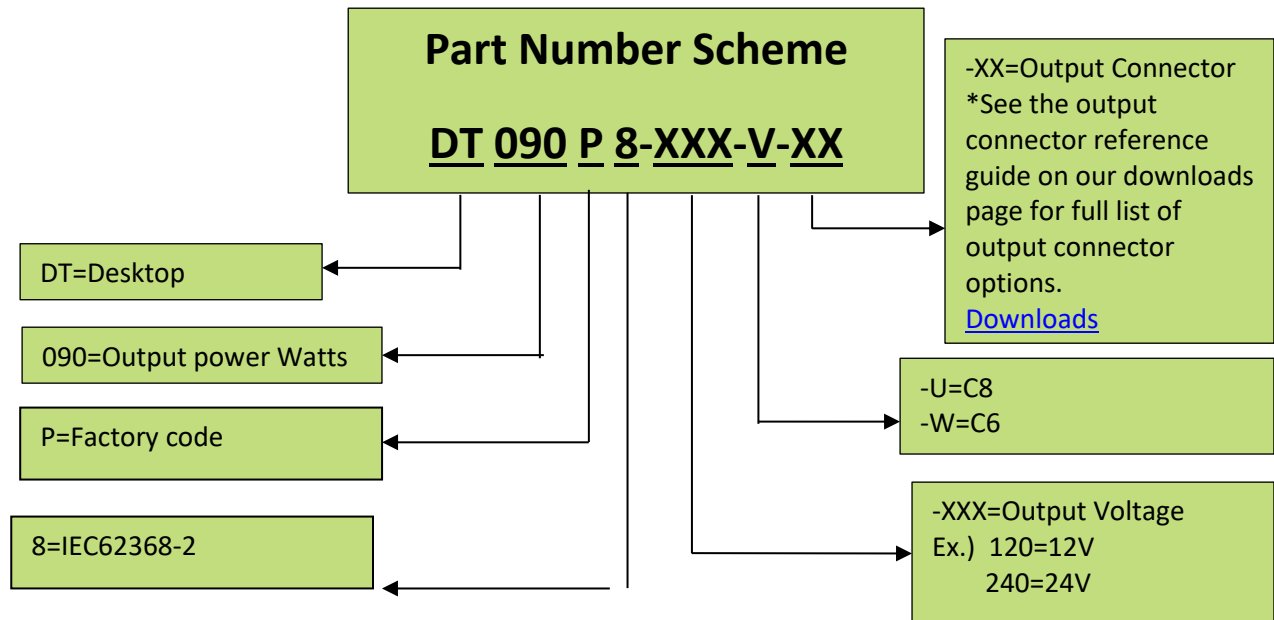 Part Number Scheme
DT 090 P 8-XXX-V-XX
DT=Desktop
090=Output power Watts
P=Factory code
8=IEC62368-2
-XX=Output Connector
*See the output
connector reference
guide on our downloads
page for full list of
output connector
options.
Downloads
-U=C8
-W=C6
-XXX=Output Voltage
Ex.) 120=12V
240=24V